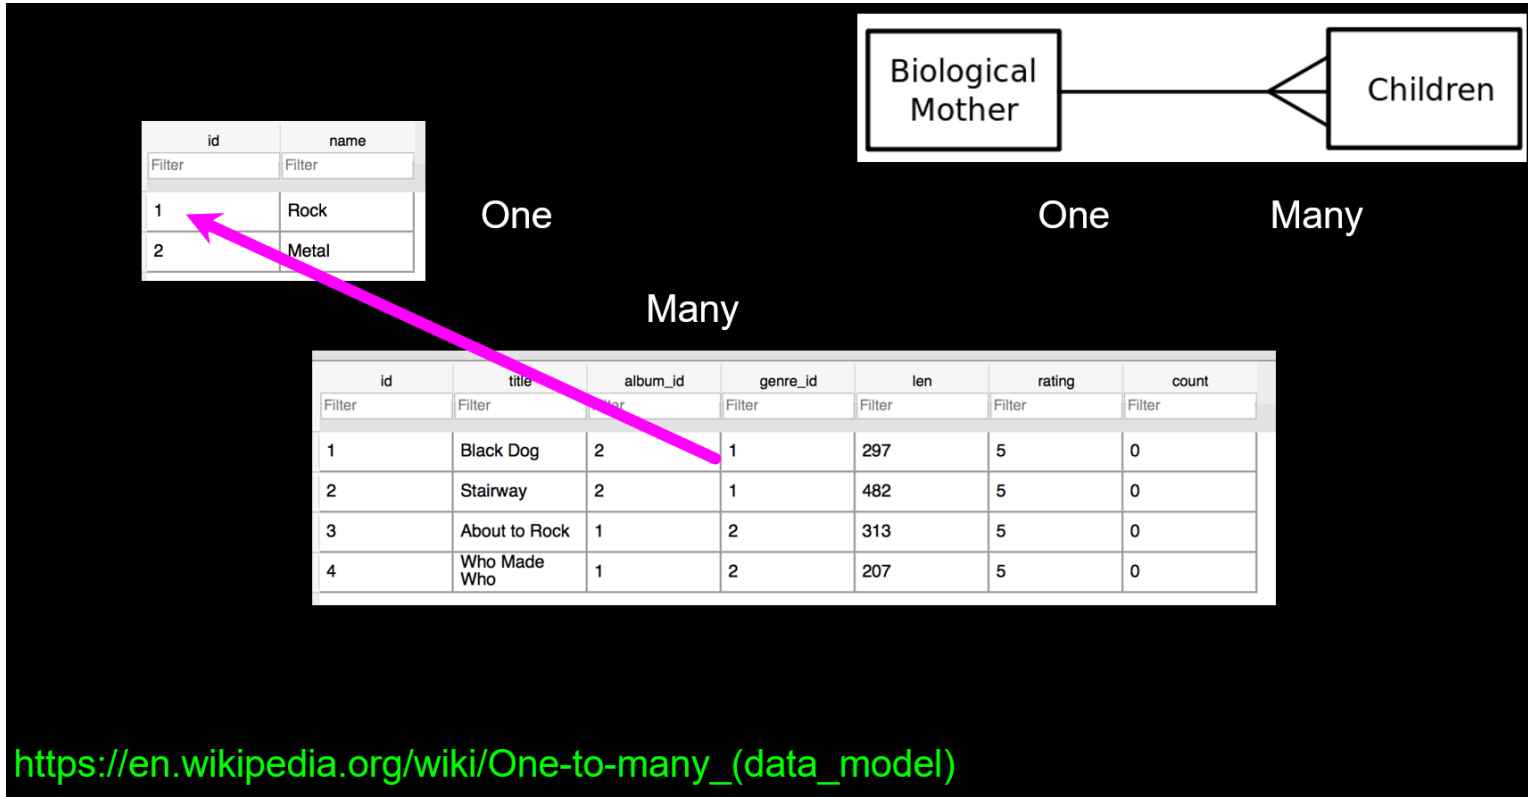 Biological
Mother
Children
id name
Filter Filter
1 Rock
2 Metal
One
One Many
Many
id title album_id genre_id len rating count
Filter Filter Filter Filter Filter Filter Filter
1 Black Dog 2 1 297 5 0
2 Stairway 2 1 482 5 0
3 About to Rock 1 2 313 5 0
4 Who Made Who 1 2 207 5 0
https://en.wikipedia.org/wiki/One-to-many_(data_model)